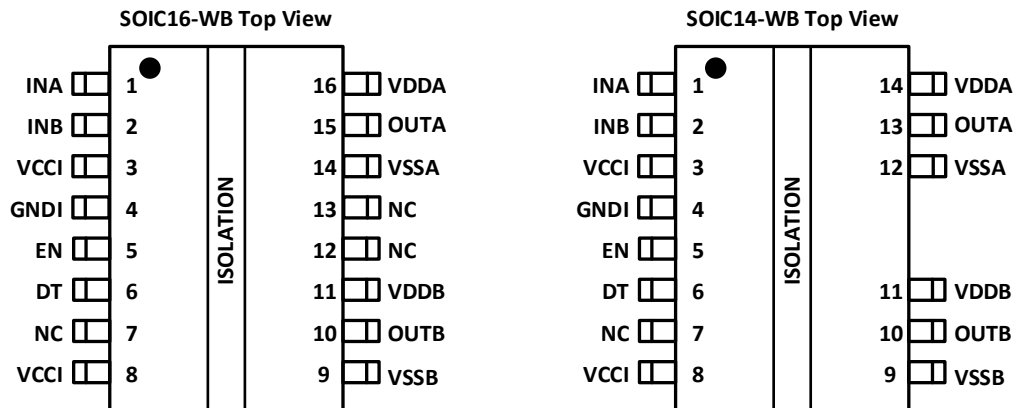 SOIC16-WB Top View
INA 1 16 VDDA
INB 2 15 OUTA
VCCI 3 14 VSSA
GNDI 4 13 NC
EN 5 12 NC
DT 6 11 VDDB
NC 7 10 OUTB
VCCI 8 9 VSSB
ISOLATION
SOIC14-WB Top View
INA 1 14 VDDA
INB 2 13 OUTA
VCCI 3 12 VSSA
GNDI 4
EN 5
DT 6 11 VDDB
NC 7 10 OUTB
VCCI 8 9 VSSB
ISOLATION